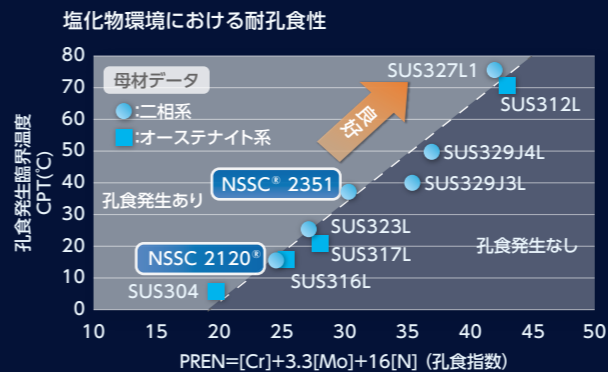 塩化物環境における耐孔食性
孔食発生臨界温度
CPT(℃)
80
70
60
50
40
30
20
10
0
母材データ
:二相系
:オーステナイト系
良好
SUS327L1
SUS312L
SUS329J4L
SUS329J3L
NSSC® 2351
孔食発生あり
SUS323L
SUS317L
孔食発生なし
NSSC 2120®
SUS316L
SUS304
10 15 20 25 30 35 40 45 50
PREN=[Cr]+3.3[Mo]+16[N] (孔食指数)